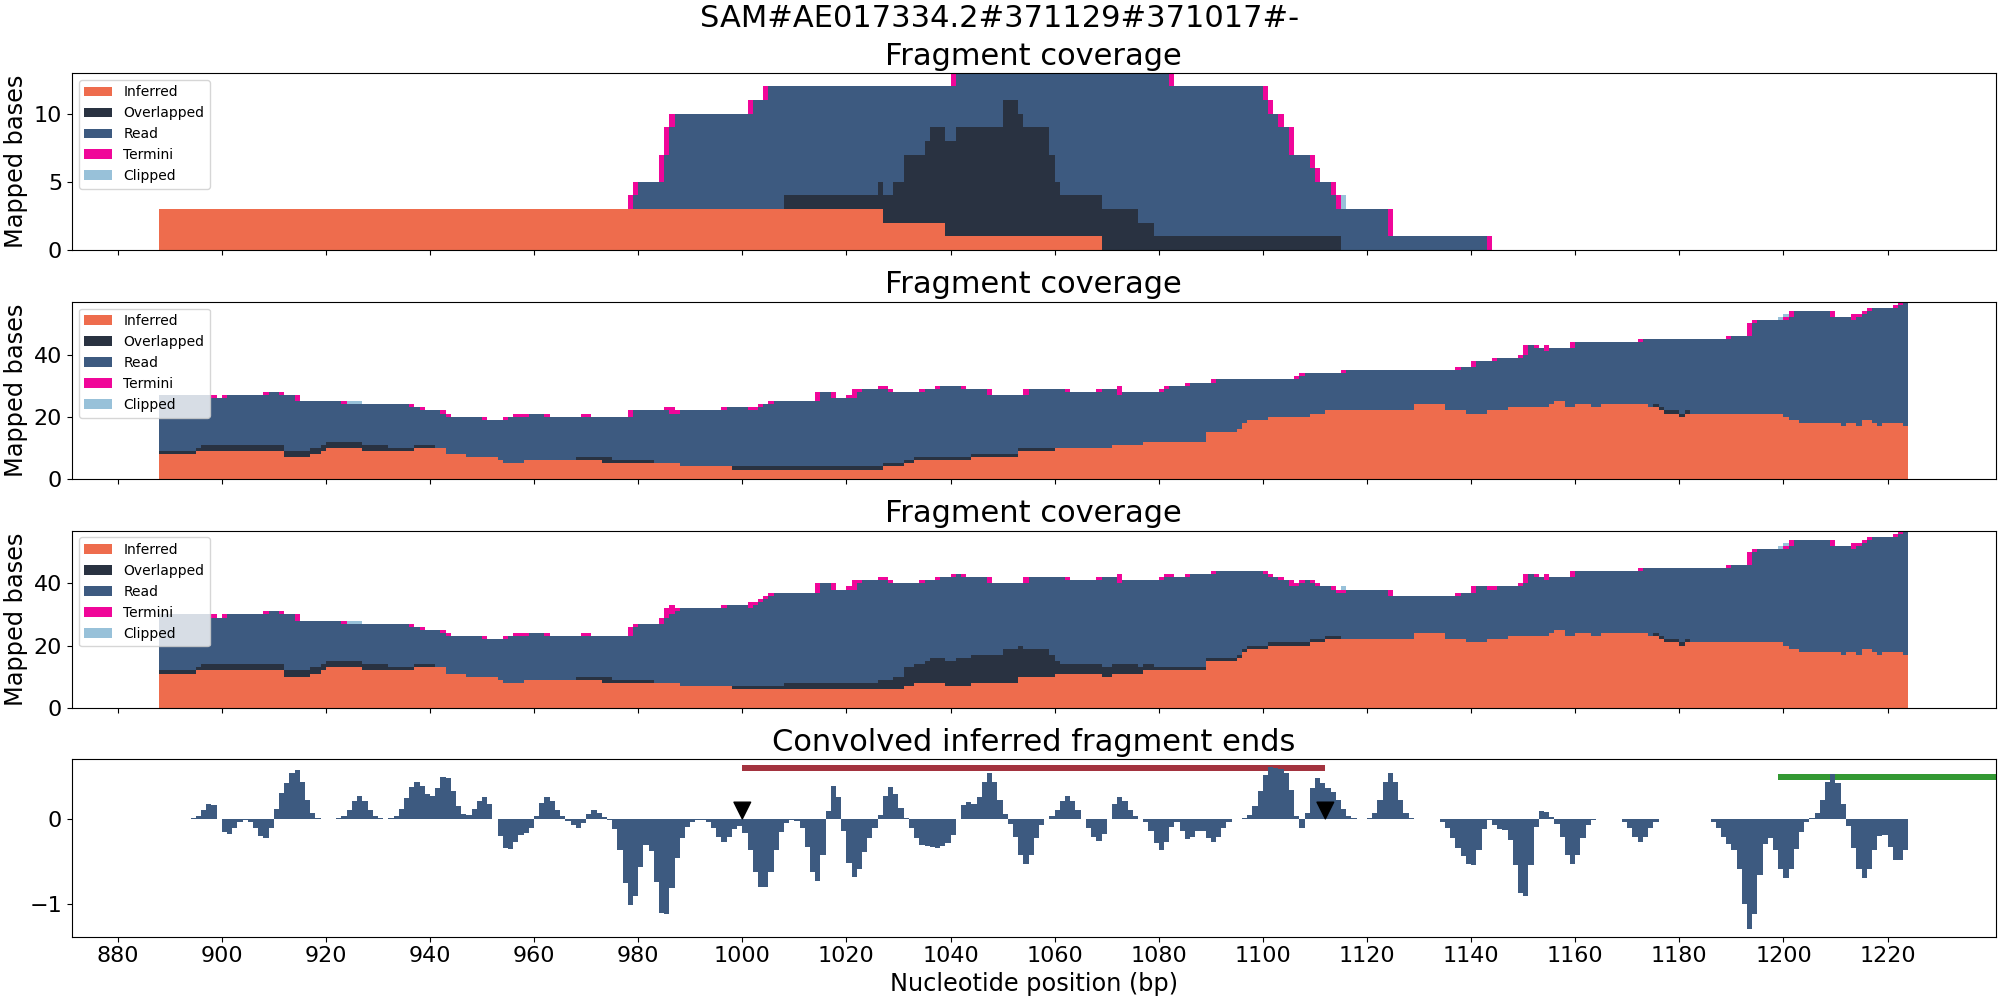 SAM#AE017334.2#371129#371017#-
Fragment coverage
Mapped bases
10
5
0
Inferred
Overlapped
Read
Termini
Clipped
Fragment coverage
Mapped bases
40
20
0
Inferred
Overlapped
Read
Termini
Clipped
Fragment coverage
Mapped bases
40
20
0
Inferred
Overlapped
Read
Termini
Clipped
Convolved inferred fragment ends
0
−1
880 900 920 940 960 980 1000 1020 1040 1060 1080 1100 1120 1140 1160 1180 1200 1220
Nucleotide position (bp)